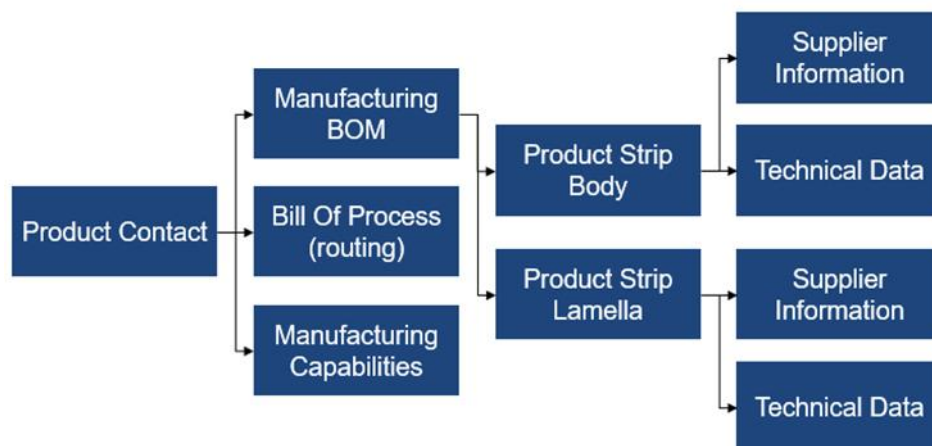 Product Contact
Manufacturing
BOM
Bill Of Process
(routing)
Manufacturing
Capabilities
Product Strip
Body
Product Strip
Lamella
Supplier
Information
Technical Data
Supplier
Information
Technical Data